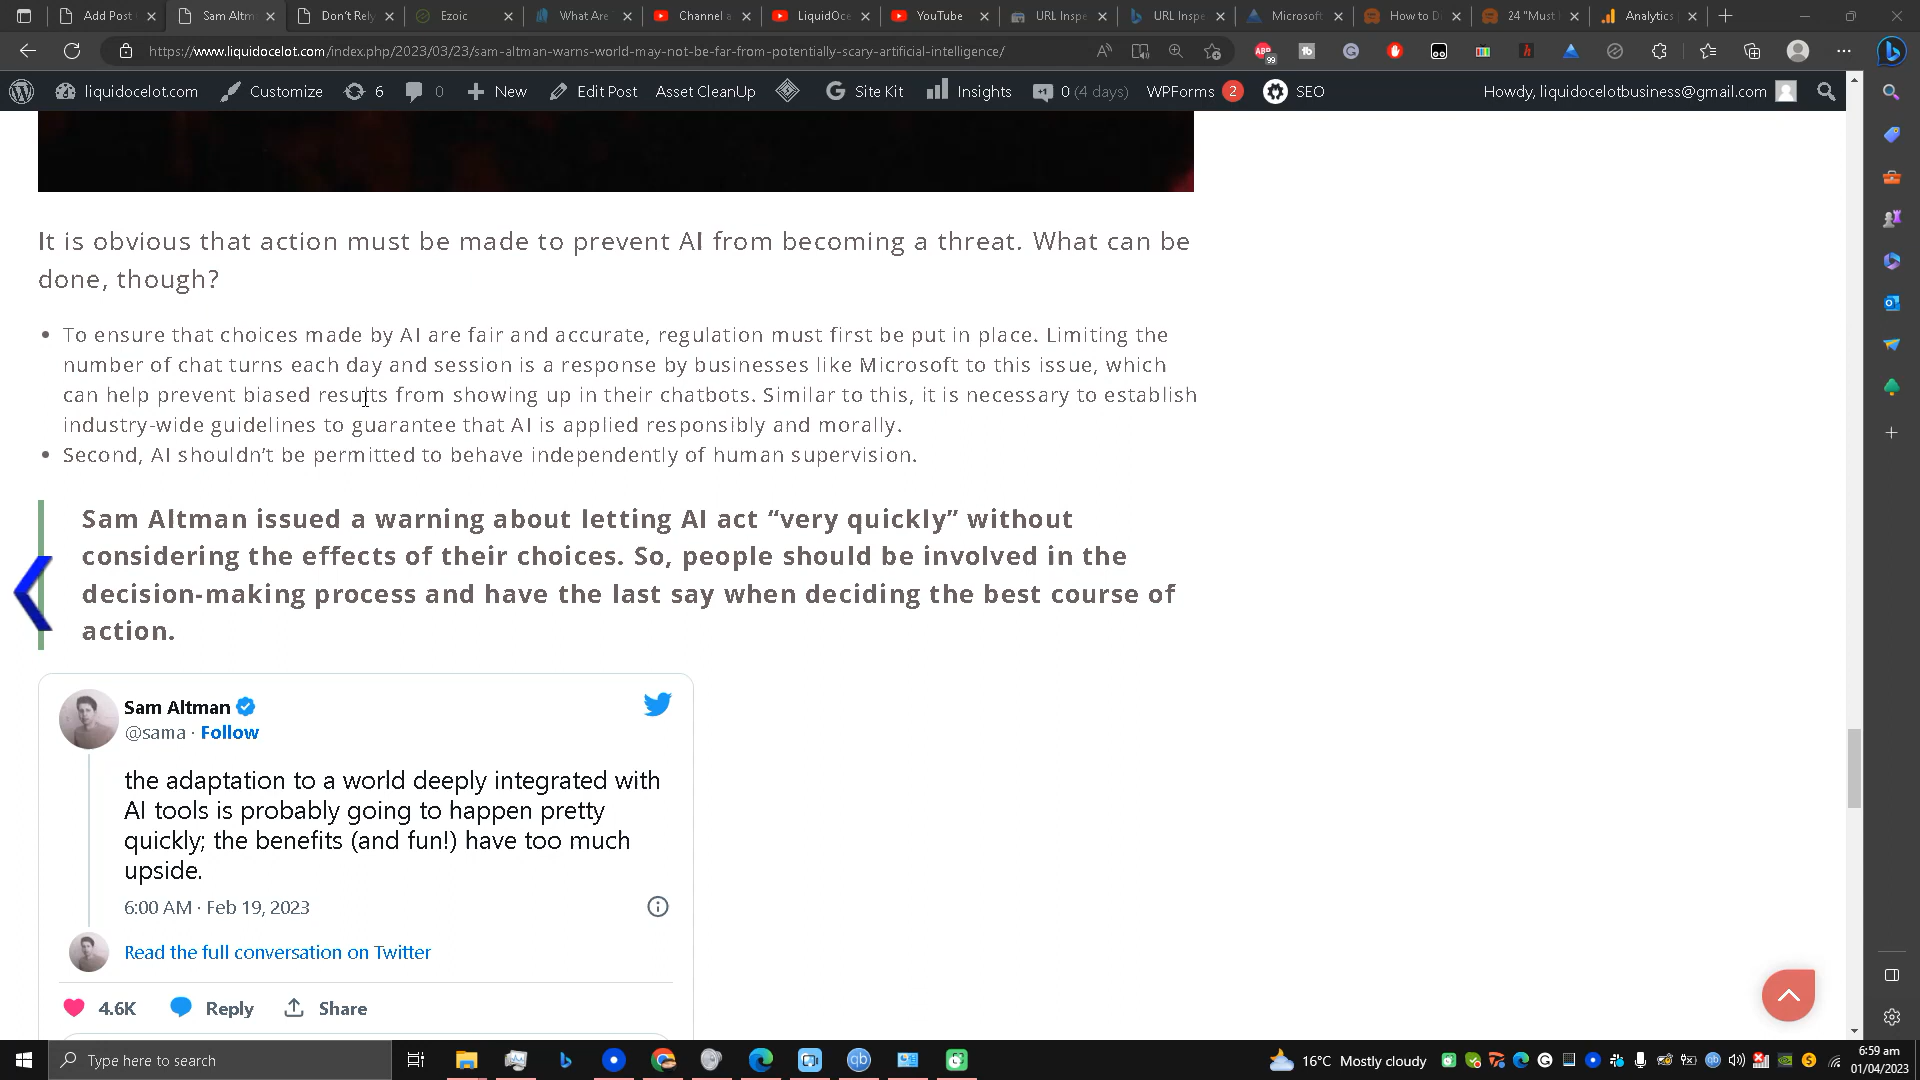 Add Post
Sam Altm
Don't Rely
Ezoic
What Are
Channel a
LiquidOce
YouTube
URL Inspe
URL Inspe
Microsoft
How to D
24 "Must
Analytics
https://www.liquidocelot.com/index.php/2023/03/23/sam-altman-warns-world-may-not-be-far-from-potentially-scary-artificial-intelligence/
99
liquidocelot.com
Customize
6
0
New
Edit Post
Asset CleanUp
Site Kit
Insights
0 (4 days)
WPForms 2
SEO
Howdy, liquidocelotbusiness@gmail.com
It is obvious that action must be made to prevent AI from becoming a threat. What can be
done, though?
To ensure that choices made by AI are fair and accurate, regulation must first be put in place. Limiting the
number of chat turns each day and session is a response by businesses like Microsoft to this issue, which
can help prevent biased results from showing up in their chatbots. Similar to this, it is necessary to establish
industry-wide guidelines to guarantee that AI is applied responsibly and morally.
Second, AI shouldn't be permitted to behave independently of human supervision.
Sam Altman issued a warning about letting AI act “very quickly” without
considering the effects of their choices. So, people should be involved in the
decision-making process and have the last say when deciding the best course of
action.
Sam Altman
@sama · Follow
the adaptation to a world deeply integrated with
AI tools is probably going to happen pretty
quickly; the benefits (and fun!) have too much
upside.
6:00 AM · Feb 19, 2023
Read the full conversation on Twitter
4.6K
Reply
Share
Type here to search
16°C Mostly cloudy
6:59 am
01/04/2023